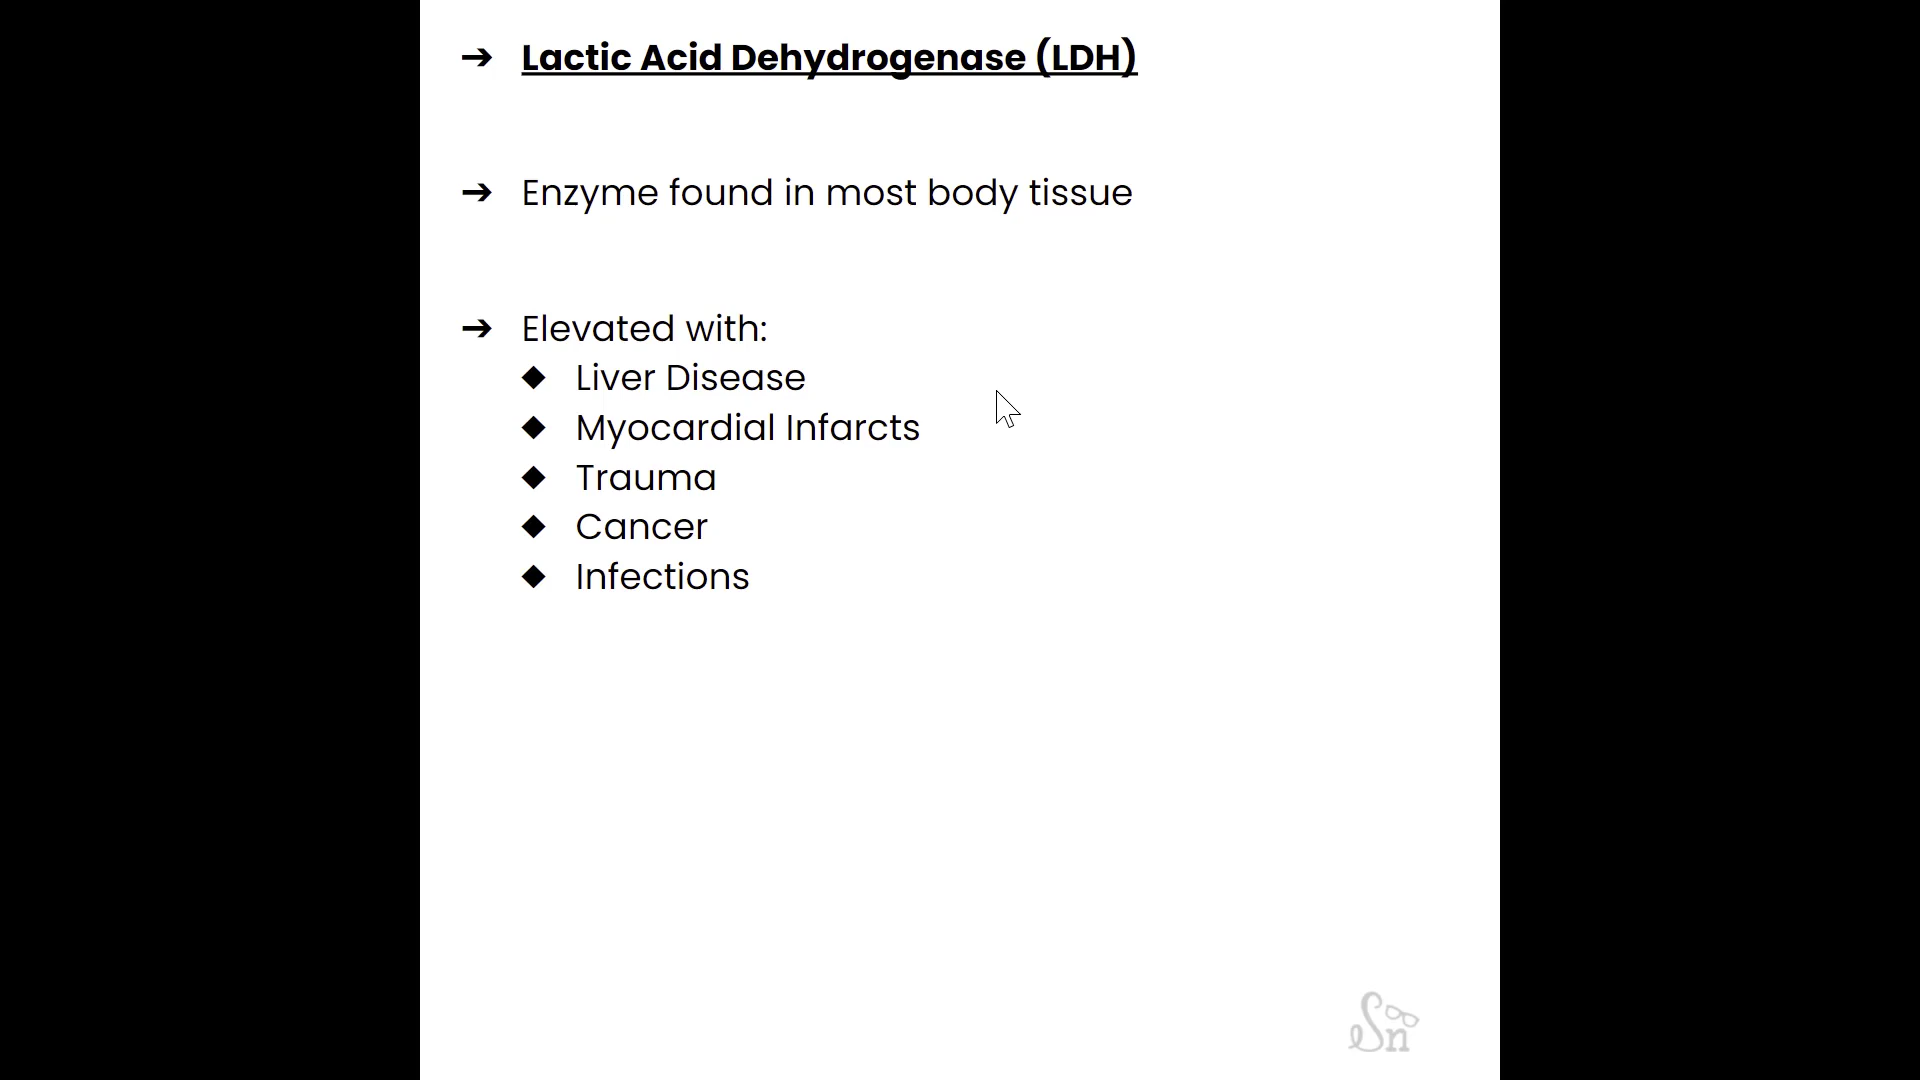 ➔ Lactic Acid Dehydrogenase (LDH)
➔ Enzyme found in most body tissue
➔ Elevated with:
◆ Liver Disease
◆ Myocardial Infarcts
◆ Trauma
◆ Cancer
◆ Infections
Sn